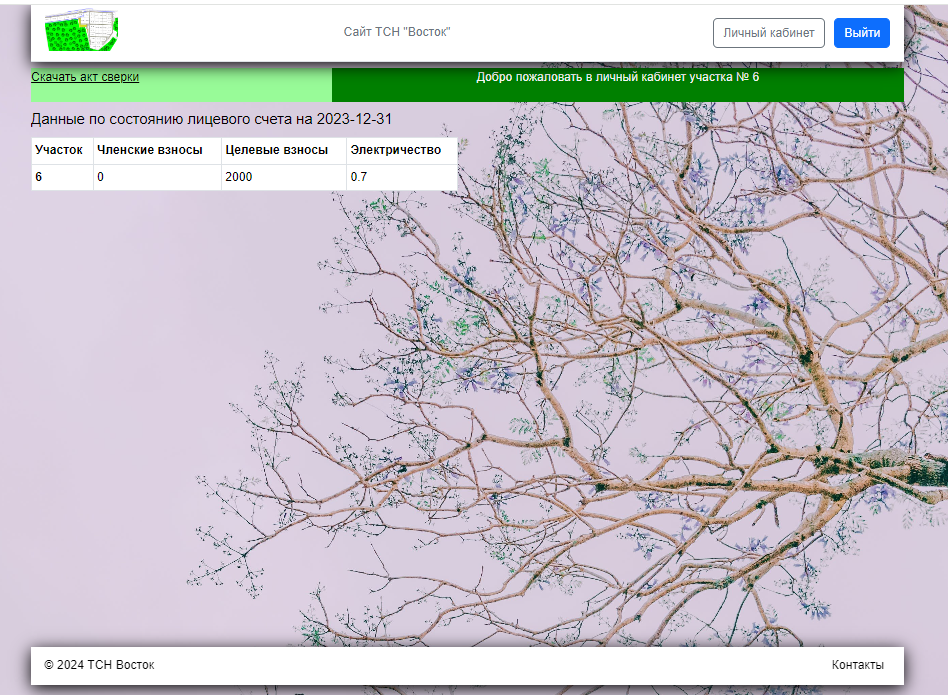 Сайт ТСН "Восток"
Личный кабинет
Выйти
Скачать акт сверки
Добро пожаловать в личный кабинет участка № 6
Данные по состоянию лицевого счета на 2023-12-31
Участок Членские взносы Целевые взносы Электричество
6 0 2000 0.7
© 2024 ТСН Восток
Контакты